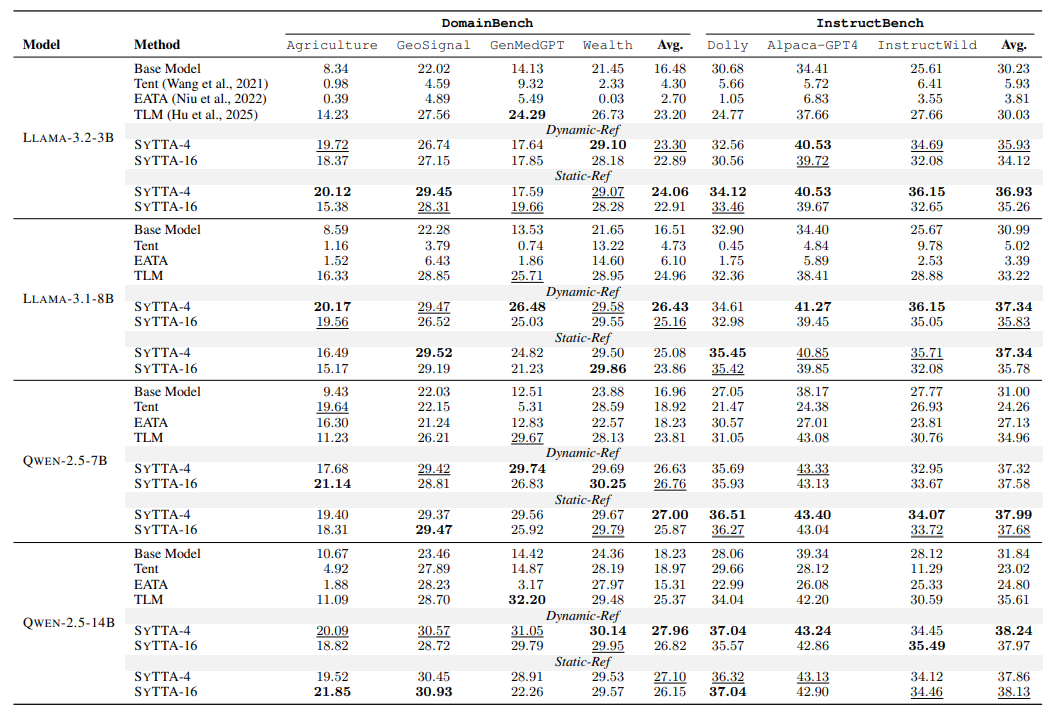 DomainBench InstructBench
Model Method Agriculture GeoSignal GenMedGPT Wealth Avg. Dolly Alpaca-GPT4 InstructWild Avg.
LLAMA-3.2-3B
Base Model 8.34 22.02 14.13 21.45 16.48 30.68 34.41 25.61 30.23
Tent (Wang et al., 2021) 0.98 4.59 9.32 2.33 4.30 5.66 5.72 6.41 5.93
EATA (Niu et al., 2022) 0.39 4.89 5.49 0.03 2.70 1.05 6.83 3.55 3.81
TLM (Hu et al., 2025) 14.23 27.56 24.29 26.73 23.20 24.77 37.66 27.66 30.03
Dynamic-Ref
SYTTA-4 19.72 26.74 17.64 29.10 23.30 32.56 40.53 34.69 35.93
SYTTA-16 18.37 27.15 17.85 28.18 22.89 30.56 39.72 32.08 34.12
Static-Ref
SYTTA-4 20.12 29.45 17.59 29.07 24.06 34.12 40.53 36.15 36.93
SYTTA-16 15.38 28.31 19.66 28.28 22.91 33.46 39.67 32.65 35.26
LLAMA-3.1-8B
Base Model 8.59 22.28 13.53 21.65 16.51 32.90 34.40 25.67 30.99
Tent 1.16 3.79 0.74 13.22 4.73 0.45 4.84 9.78 5.02
EATA 1.52 6.43 1.86 14.60 6.10 1.75 5.89 2.53 3.39
TLM 16.33 28.85 25.71 28.95 24.96 32.36 38.41 28.88 33.22
Dynamic-Ref
SYTTA-4 20.17 29.47 26.48 29.58 26.43 34.61 41.27 36.15 37.34
SYTTA-16 19.56 26.52 25.03 29.55 25.16 32.98 39.45 35.05 35.83
Static-Ref
SYTTA-4 16.49 29.52 24.82 29.50 25.08 35.45 40.85 35.71 37.34
SYTTA-16 15.17 29.19 21.23 29.86 23.86 35.42 39.85 32.08 35.78
QWEN-2.5-7B
Base Model 9.43 22.03 12.51 23.88 16.96 27.05 38.17 27.77 31.00
Tent 19.64 22.15 5.31 28.59 18.92 21.47 24.38 26.93 24.26
EATA 16.30 21.24 12.83 22.57 18.23 30.57 27.01 23.81 27.13
TLM 11.23 26.21 29.67 28.13 23.81 31.05 43.08 30.76 34.96
Dynamic-Ref
SYTTA-4 17.68 29.42 29.74 29.69 26.63 35.69 43.33 32.95 37.32
SYTTA-16 21.14 28.81 26.83 30.25 26.76 35.93 43.13 33.67 37.58
Static-Ref
SYTTA-4 19.40 29.37 29.56 29.67 27.00 36.51 43.40 34.07 37.99
SYTTA-16 18.31 29.47 25.92 29.79 25.87 36.27 43.04 33.72 37.68
QWEN-2.5-14B
Base Model 10.67 23.46 14.42 24.36 18.23 28.06 39.34 28.12 31.84
Tent 4.92 27.89 14.87 28.19 18.97 29.66 28.12 11.29 23.02
EATA 1.88 28.23 3.17 27.97 15.31 22.99 26.08 25.33 24.80
TLM 11.09 28.70 32.20 29.48 25.37 34.04 42.20 30.59 35.61
Dynamic-Ref
SYTTA-4 20.09 30.57 31.05 30.14 27.96 37.04 43.24 34.45 38.24
SYTTA-16 18.82 28.72 29.79 29.95 26.82 35.57 42.86 35.49 37.97
Static-Ref
SYTTA-4 19.52 30.45 28.91 29.53 27.10 36.32 43.13 34.12 37.86
SYTTA-16 21.85 30.93 22.26 29.57 26.15 37.04 42.90 34.46 38.13